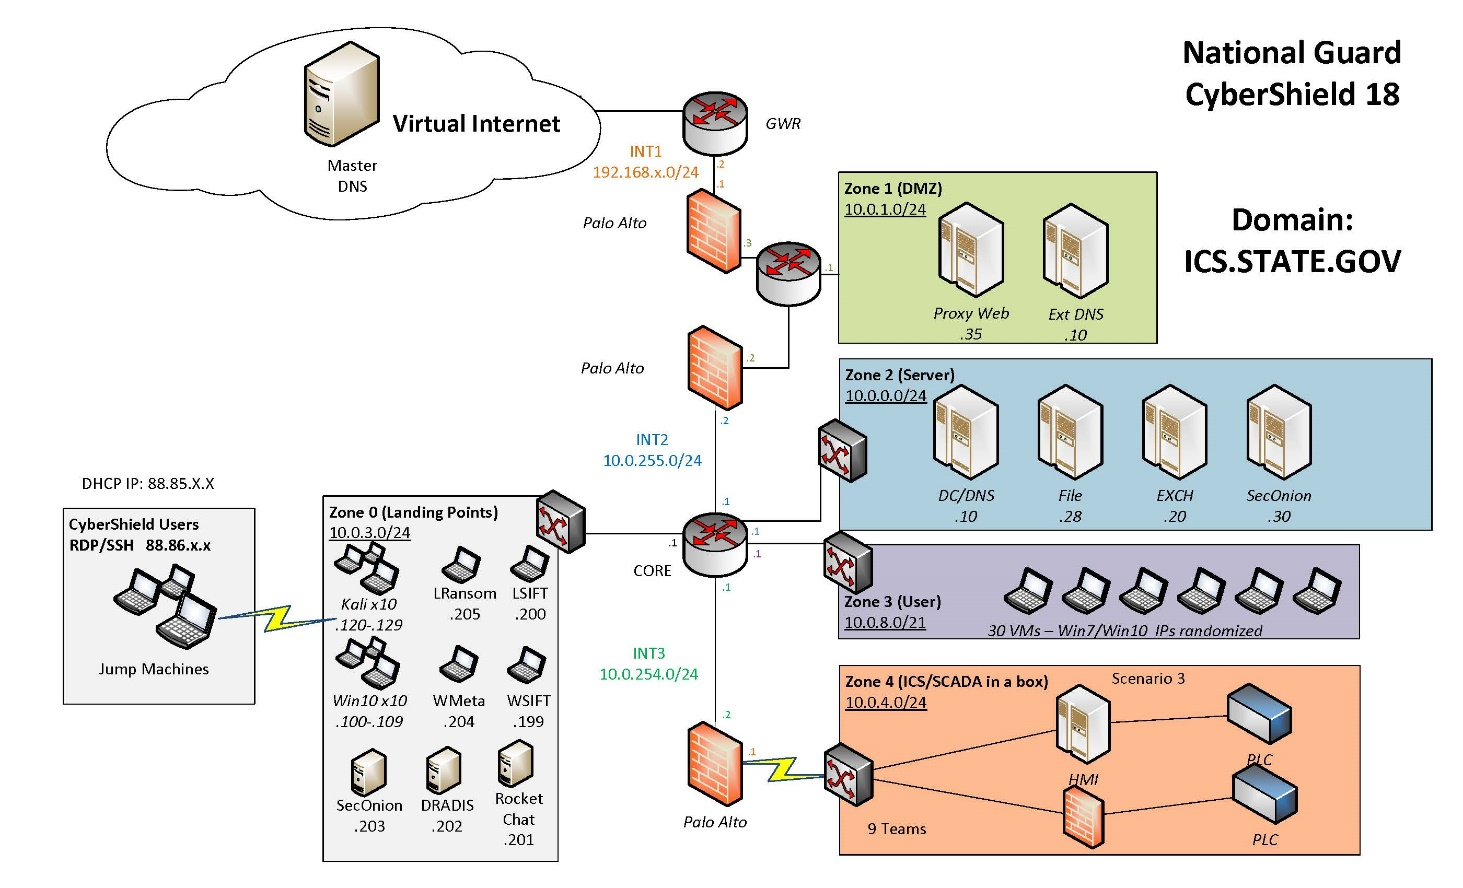 National Guard
CyberShield 18
Virtual Internet
Master
DNS
GWR
INT1
192.168.x.0/24
.2
.1
Palo Alto
.3
.1
Zone 1 (DMZ)
10.0.1.0/24
Proxy Web
.35
Ext DNS
.10
Domain:
ICS.STATE.GOV
Palo Alto
.2
.2
INT2
10.0.255.0/24
.1
Zone 2 (Server)
10.0.0.0/24
DC/DNS
.10
File
.28
EXCH
.20
SecOnion
.30
DHCP IP: 88.85.X.X
CyberShield Users
RDP/SSH 88.86.x.x
Jump Machines
Zone 0 (Landing Points)
10.0.3.0/24
Kali x10
.120-.129
LRansom
.205
LSIFT
.200
Win10 x10
.100-.109
WMeta
.204
WSIFT
.199
SecOnion
.203
DRADIS
.202
Rocket
Chat
.201
.1
.1
.1
CORE
.1
Zone 3 (User)
10.0.8.0/21
30 VMs – Win7/Win10 IPs randomized
INT3
10.0.254.0/24
.2
.1
Palo Alto
Zone 4 (ICS/SCADA in a box)
10.0.4.0/24
Scenario 3
HMI
PLC
PLC
9 Teams